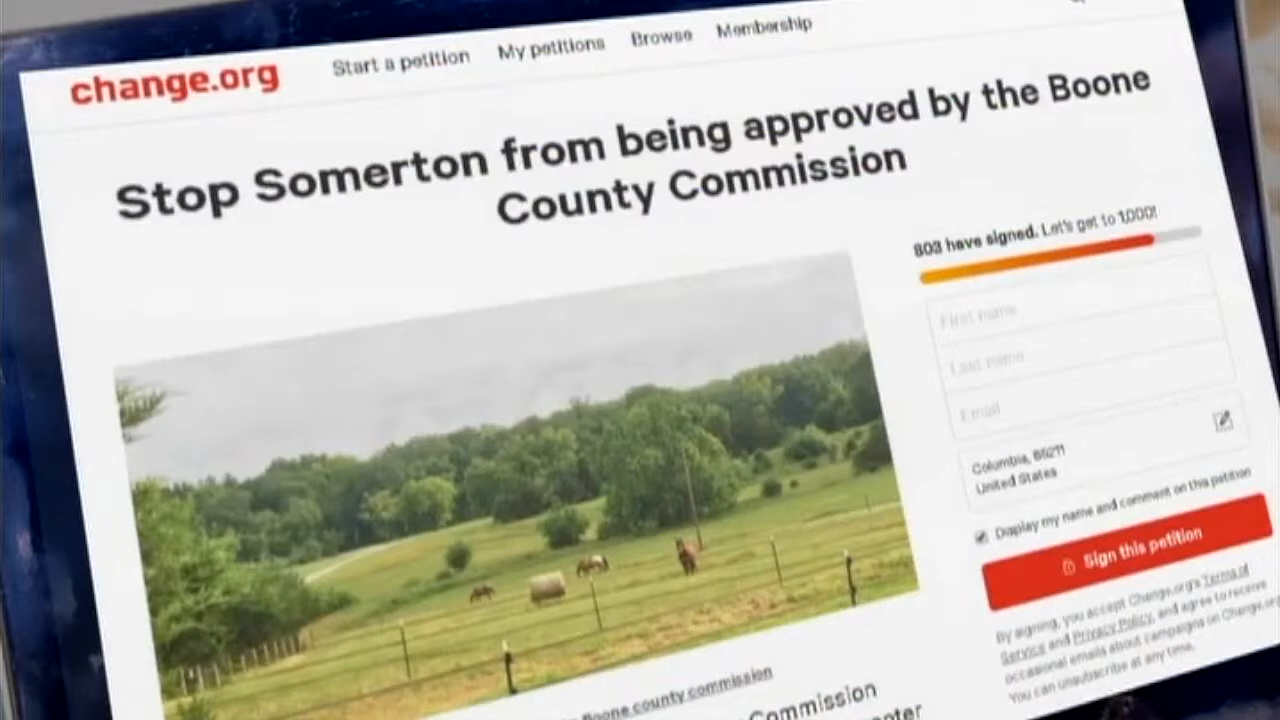 change.org
Start a petition
My petitions
Browse
Membership
Stop Somerton from being approved by the Boone
County Commission
803 have signed. Let's get to 1,000!
First name
Last name
Email
Columbia, 65211
United States
Display my name and comment on this petition
Sign this petition
By signing, you accept Change.org's Terms of
Service and Privacy Policy, and agree to receive
occasional emails about campaigns on Change.org.
You can unsubscribe at any time.
Boone county commission
Commission